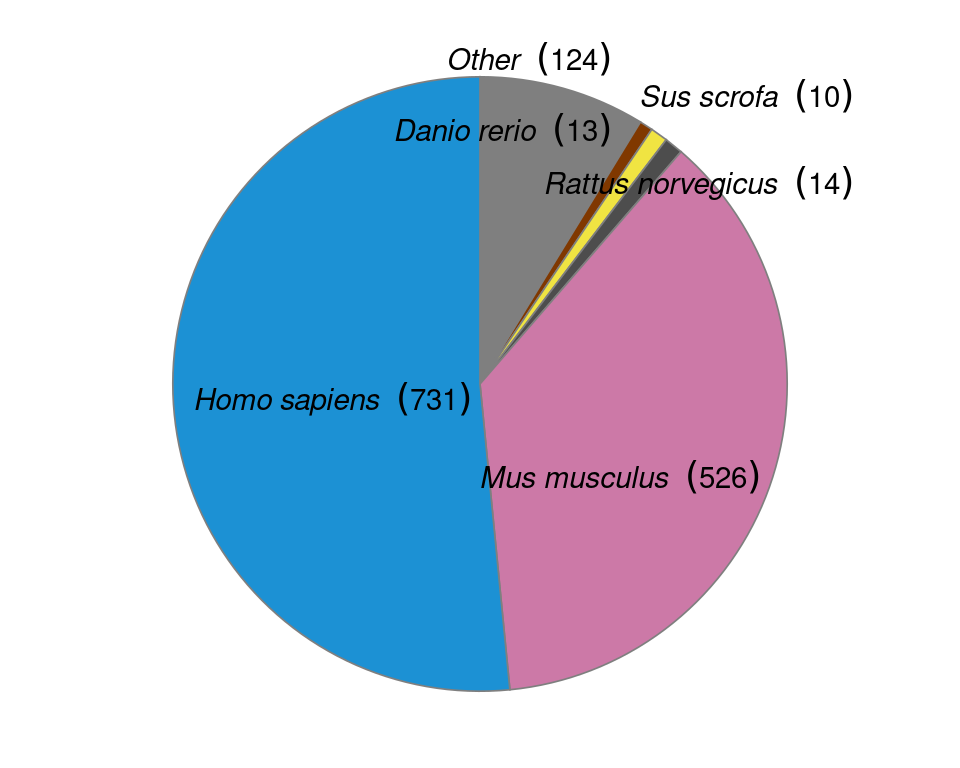 Other (124)
Sus scrofa (10)
Danio rerio (13)
Rattus norvegicus (14)
Homo sapiens (731)
Mus musculus (526)